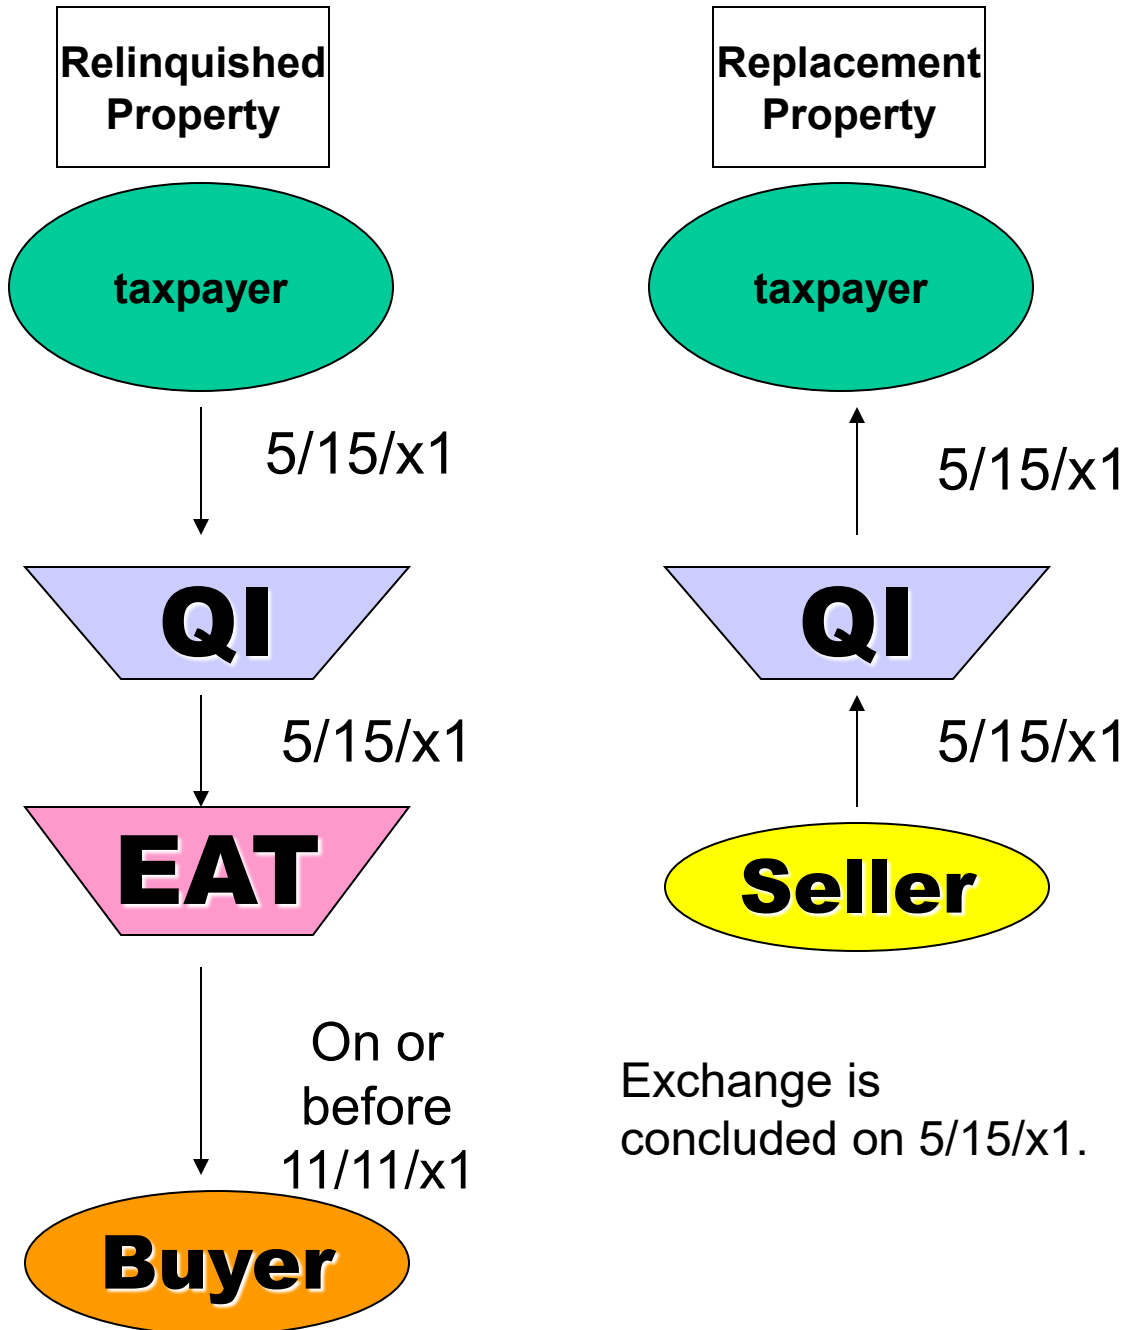 Relinquished
Property
taxpayer
5/15/x1
QI
5/15/x1
EAT
On or
before
11/11/x1
Buyer
Replacement
Property
taxpayer
5/15/x1
QI
5/15/x1
Seller
Exchange is
concluded on 5/15/x1.